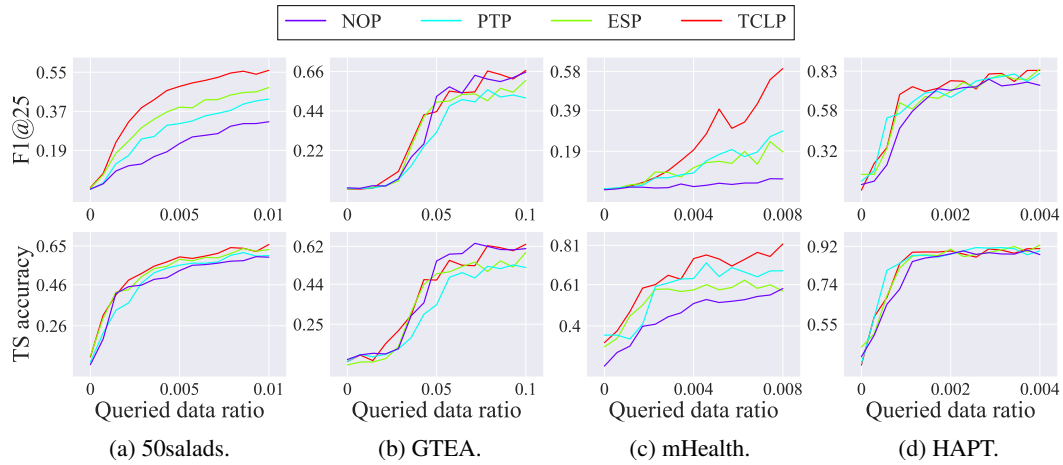 NOP PTP ESP TCLP
F1@25
0.55
0.37
0.19
0 0.005 0.01
0.66
0.44
0.22
0 0.05 0.1
0.58
0.39
0.19
0 0.004 0.008
0.83
0.58
0.32
0 0.002 0.004
TS accuracy
0.65
0.46
0.26
0 0.005 0.01
0.62
0.44
0.25
0 0.05 0.1
0.81
0.61
0.4
0 0.004 0.008
0.92
0.74
0.55
0 0.002 0.004
Queried data ratio Queried data ratio Queried data ratio Queried data ratio
(a) 50salads. (b) GTEA. (c) mHealth. (d) HAPT.